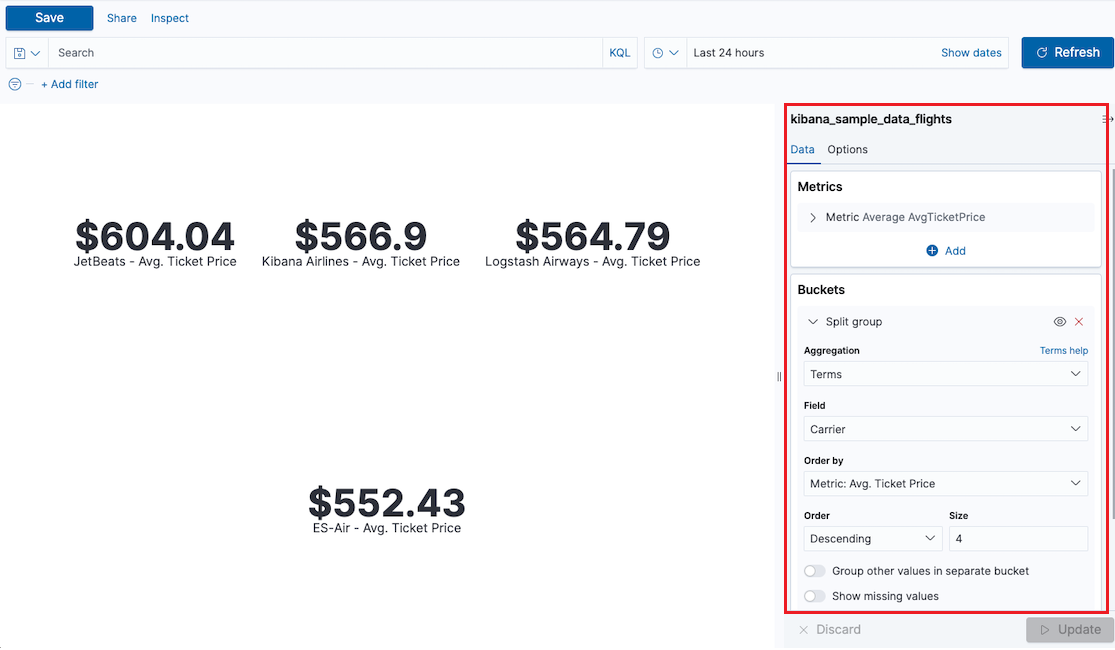 Save Share Inspect
Search KQL Last 24 hours Show dates Refresh
+ Add filter
kibana_sample_data_flights
Data Options
Metrics
Metric Average AvgTicketPrice
Add
$604.04 $566.9 $564.79
JetBeats - Avg. Ticket Price Kibana Airlines - Avg. Ticket Price Logstash Airways - Avg. Ticket Price
$552.43
ES-Air - Avg. Ticket Price
Buckets
Split group
Aggregation Terms help
Terms
Field
Carrier
Order by
Metric: Avg. Ticket Price
Order Size
Descending 4
Group other values in separate bucket
Show missing values
Discard Update